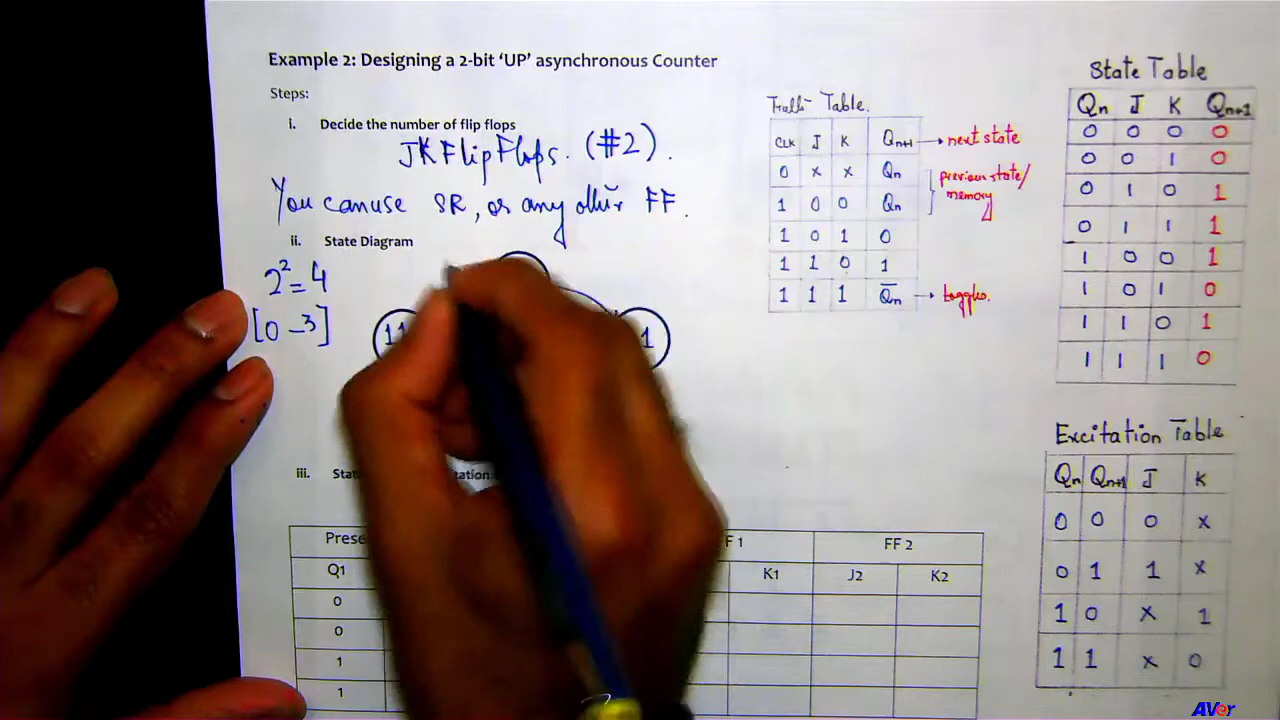 Example 2: Designing a 2-bit ‘UP’ asynchronous Counter
Steps:
i. Decide the number of flip flops
JK Flip Flops. (#2).
You can use SR, or any other FF.
ii. State Diagram
2² = 4
[0 – 3]
11
1
iii.
Q1
K1 J2 K2
FF 2
0
0
1
1
Truth Table.
CLK J K Qn+1 → next state
0 x x Qn
previous state/
memory
1 0 0 Qn
1 0 1 0
1 1 0 1
1 1 1 Q̅n → toggles.
State Table
Qn J K Qn+1
0 0 0 0
0 0 1 0
0 1 0 1
0 1 1 1
1 0 0 1
1 0 1 0
1 1 0 1
1 1 1 0
Excitation Table
Qn Qn+1 J K
0 0 0 x
0 1 1 x
1 0 x 1
1 1 x 0
AVer